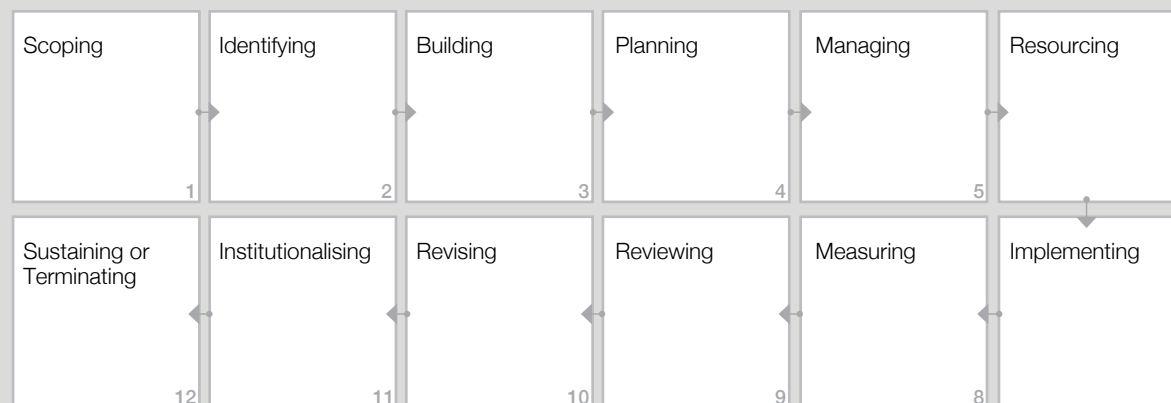 Scoping
1
Identifying
2
Building
3
Planning
4
Managing
5
Resourcing
Sustaining or
Terminating
12
Institutionalising
11
Revising
10
Reviewing
9
Measuring
8
Implementing